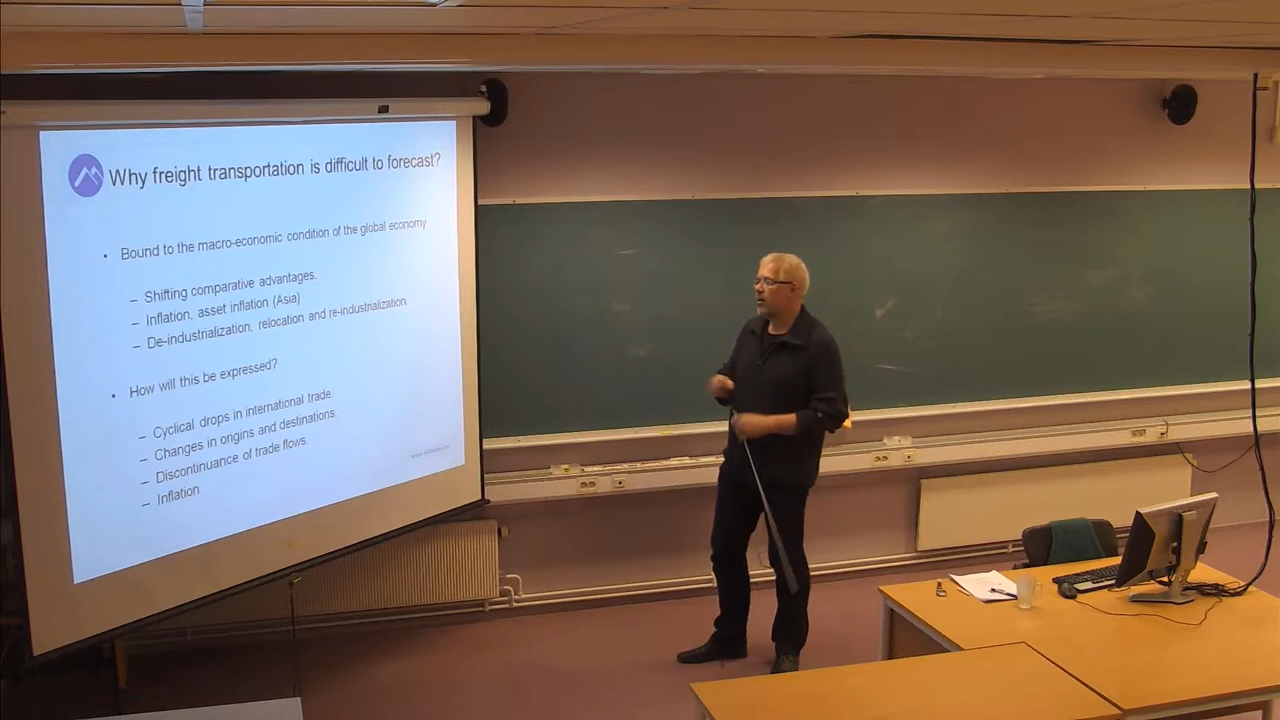 Why freight transportation is difficult to forecast?
• Bound to the macro-economic condition of the global economy
– Shifting comparative advantages.
– Inflation, asset inflation (Asia)
– De-industrialization, relocation and re-industrialization.
• How will this be expressed?
– Cyclical drops in international trade.
– Changes in origins and destinations.
– Discontinuance of trade flows.
– Inflation